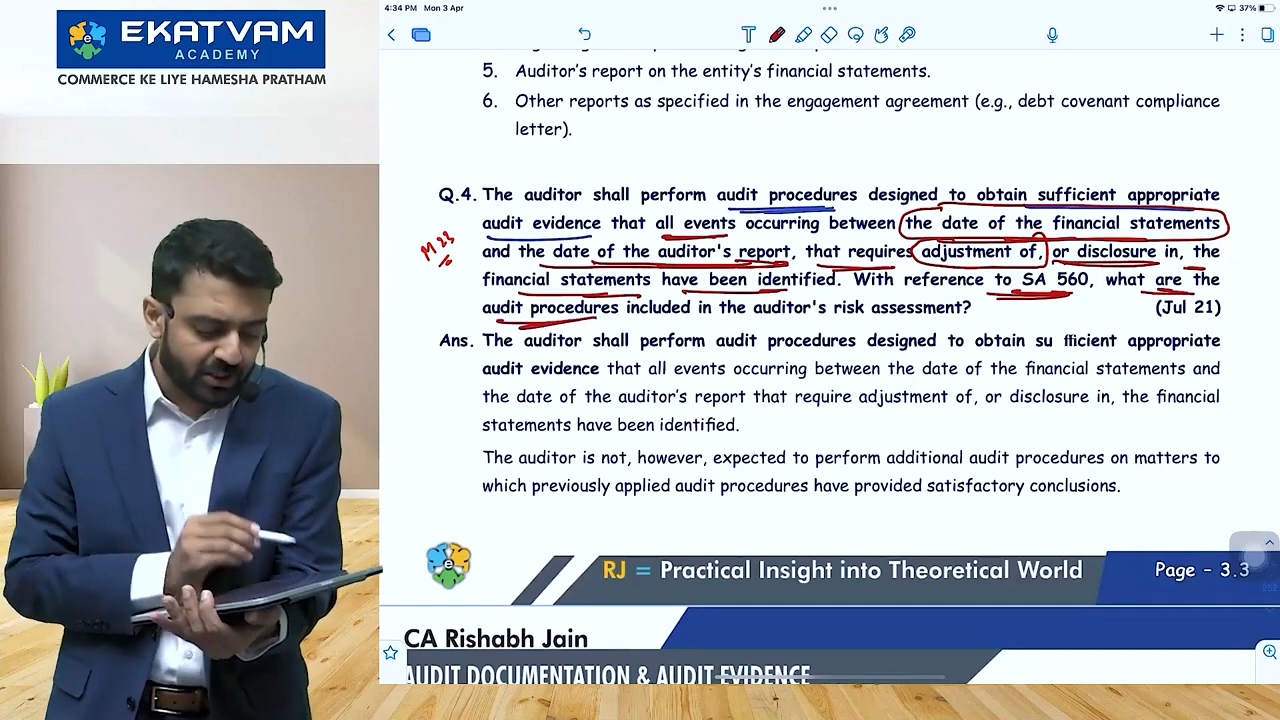 EKATVAM
ACADEMY
COMMERCE KE LIYE HAMESHA PRATHAM
4:34 PM Mon 3 Apr
37%
5. Auditor's report on the entity's financial statements.
6. Other reports as specified in the engagement agreement (e.g., debt covenant compliance
letter).
Q.4. The auditor shall perform audit procedures designed to obtain sufficient appropriate
audit evidence that all events occurring between the date of the financial statements
M 23
and the date of the auditor's report, that requires adjustment of, or disclosure in, the
financial statements have been identified. With reference to SA 560, what are the
audit procedures included in the auditor's risk assessment? (Jul 21)
Ans. The auditor shall perform audit procedures designed to obtain su fficient appropriate
audit evidence that all events occurring between the date of the financial statements and
the date of the auditor's report that require adjustment of, or disclosure in, the financial
statements have been identified.
The auditor is not, however, expected to perform additional audit procedures on matters to
which previously applied audit procedures have provided satisfactory conclusions.
RJ = Practical Insight into Theoretical World
Page - 3.3
CA Rishabh Jain
AUDIT DOCUMENTATION & AUDIT EVIDENCE